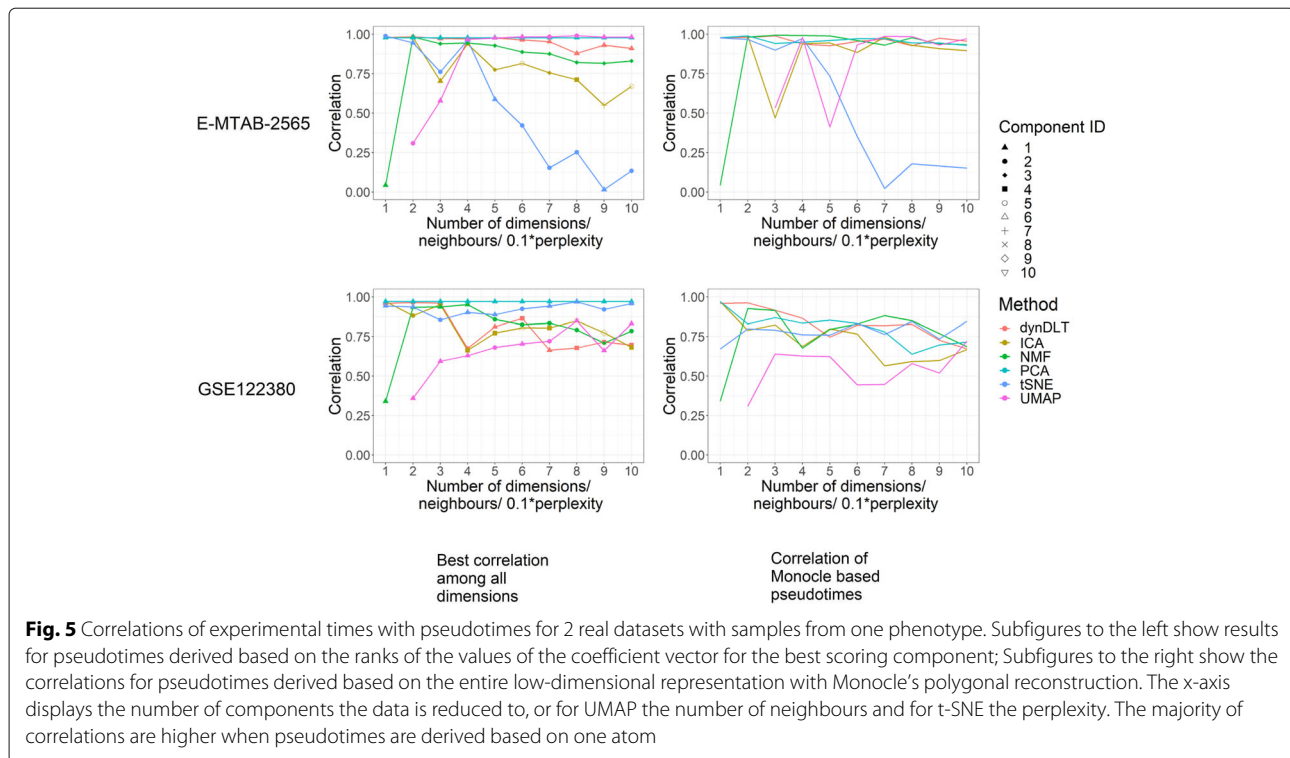 E-MTAB-2565
Correlation
1.00
0.75
0.50
0.25
0.00
1 2 3 4 5 6 7 8 9 10
Number of dimensions/
neighbours/ 0.1*perplexity
Correlation
1.00
0.75
0.50
0.25
0.00
1 2 3 4 5 6 7 8 9 10
Number of dimensions/
neighbours/ 0.1*perplexity
GSE122380
Correlation
1.00
0.75
0.50
0.25
0.00
1 2 3 4 5 6 7 8 9 10
Number of dimensions/
neighbours/ 0.1*perplexity
Correlation
1.00
0.75
0.50
0.25
0.00
1 2 3 4 5 6 7 8 9 10
Number of dimensions/
neighbours/ 0.1*perplexity
Component ID
1
2
3
4
5
6
7
8
9
10
Method
dynDLT
ICA
NMF
PCA
tSNE
UMAP
Best correlation
among all
dimensions
Correlation of
Monocle based
pseudotimes
Fig. 5 Correlations of experimental times with pseudotimes for 2 real datasets with samples from one phenotype. Subfigures to the left show results
for pseudotimes derived based on the ranks of the values of the coefficient vector for the best scoring component; Subfigures to the right show the
correlations for pseudotimes derived based on the entire low-dimensional representation with Monocle's polygonal reconstruction. The x-axis
displays the number of components the data is reduced to, or for UMAP the number of neighbours and for t-SNE the perplexity. The majority of
correlations are higher when pseudotimes are derived based on one atom